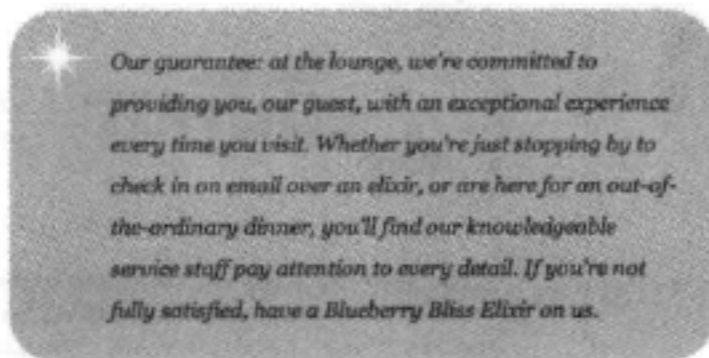 Our guarantee: at the lounge, we're committed to
providing you, our guest, with an exceptional experience
every time you visit. Whether you're just stopping by to
check in on email over an elixir, or are here for an out-of-
the-ordinary dinner, you'll find our knowledgeable
service staff pay attention to every detail. If you're not
fully satisfied, have a Blueberry Bliss Elixir on us.